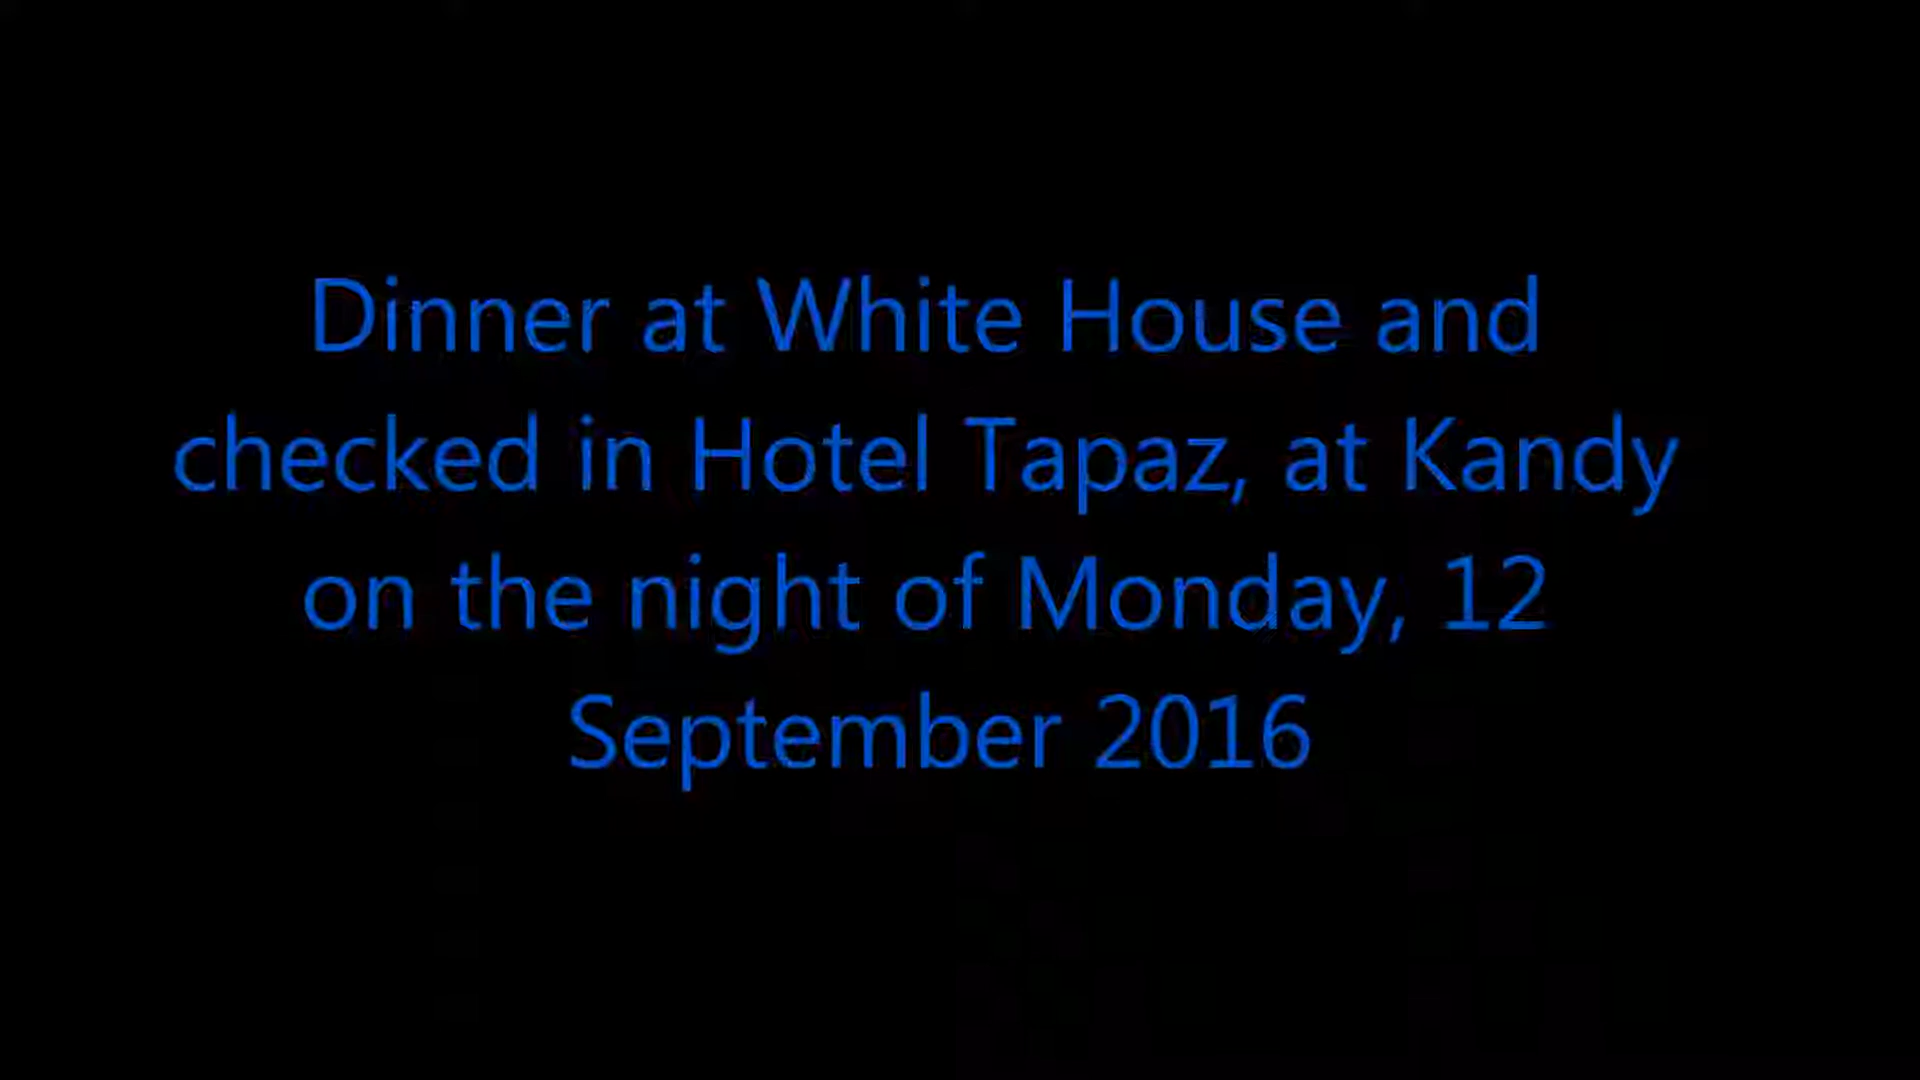 Dinner at White House and
checked in Hotel Tapaz, at Kandy
on the night of Monday, 12
September 2016